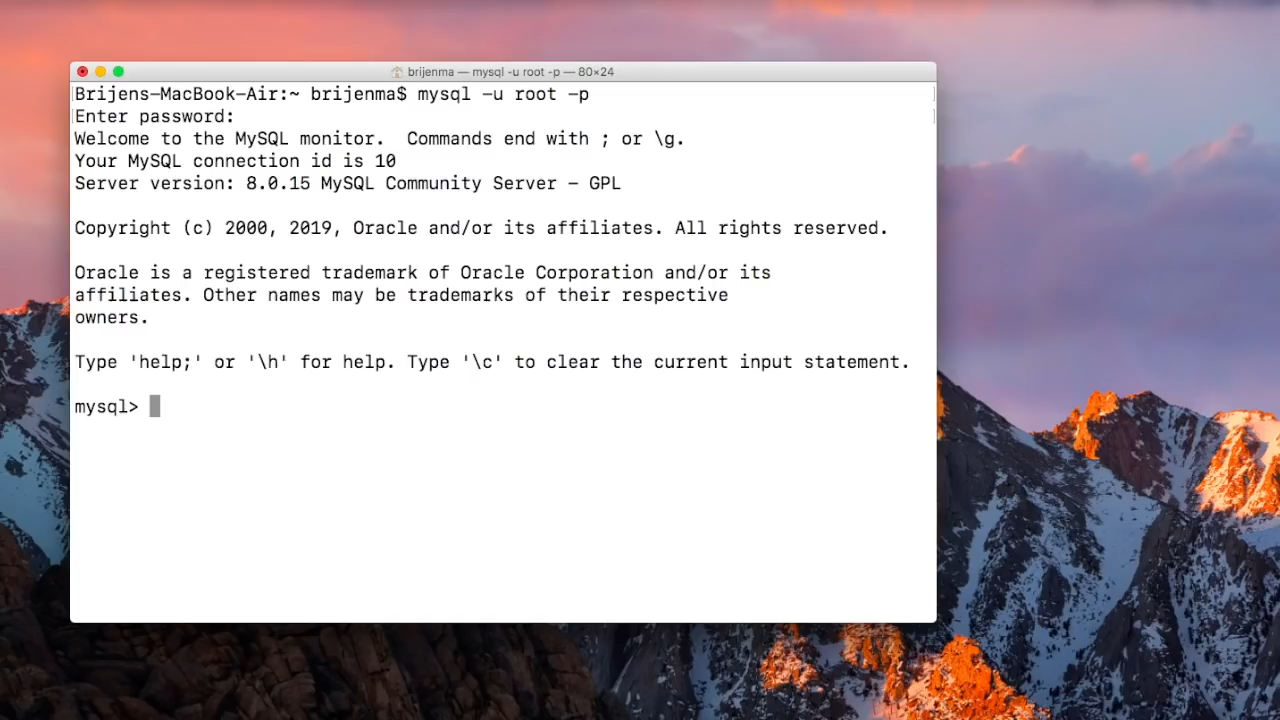 brijenma — mysql -u root -p — 80×24
Brijens-MacBook-Air:~ brijenma$ mysql -u root -p
Enter password:
Welcome to the MySQL monitor.  Commands end with ; or \g.
Your MySQL connection id is 10
Server version: 8.0.15 MySQL Community Server - GPL
Copyright (c) 2000, 2019, Oracle and/or its affiliates. All rights reserved.
Oracle is a registered trademark of Oracle Corporation and/or its
affiliates. Other names may be trademarks of their respective
owners.
Type 'help;' or '\h' for help. Type '\c' to clear the current input statement.
mysql>